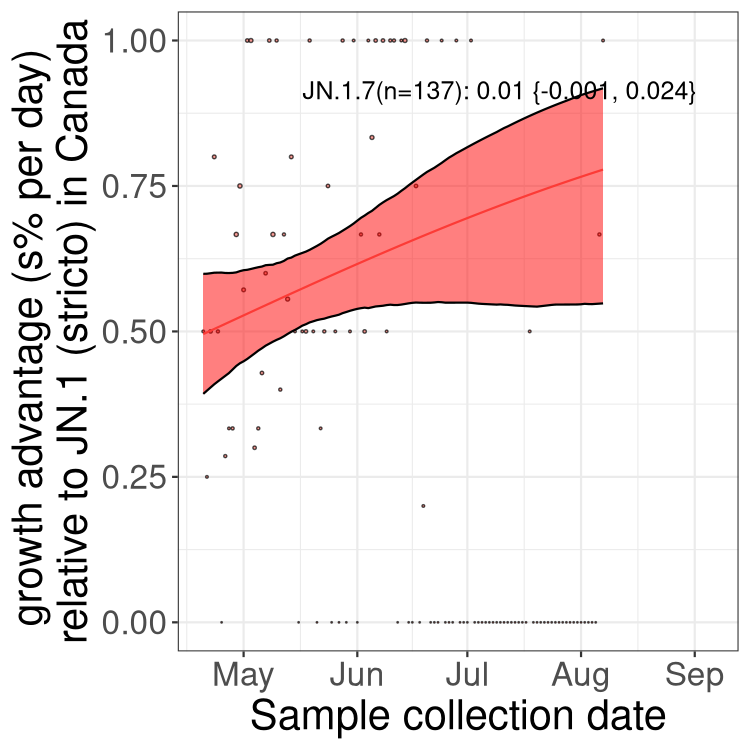 growth advantage (s% per day)
relative to JN.1 (stricto) in Canada
1.00
0.75
0.50
0.25
0.00
JN.1.7(n=137): 0.01 {-0.001, 0.024}
May Jun Jul Aug Sep
Sample collection date